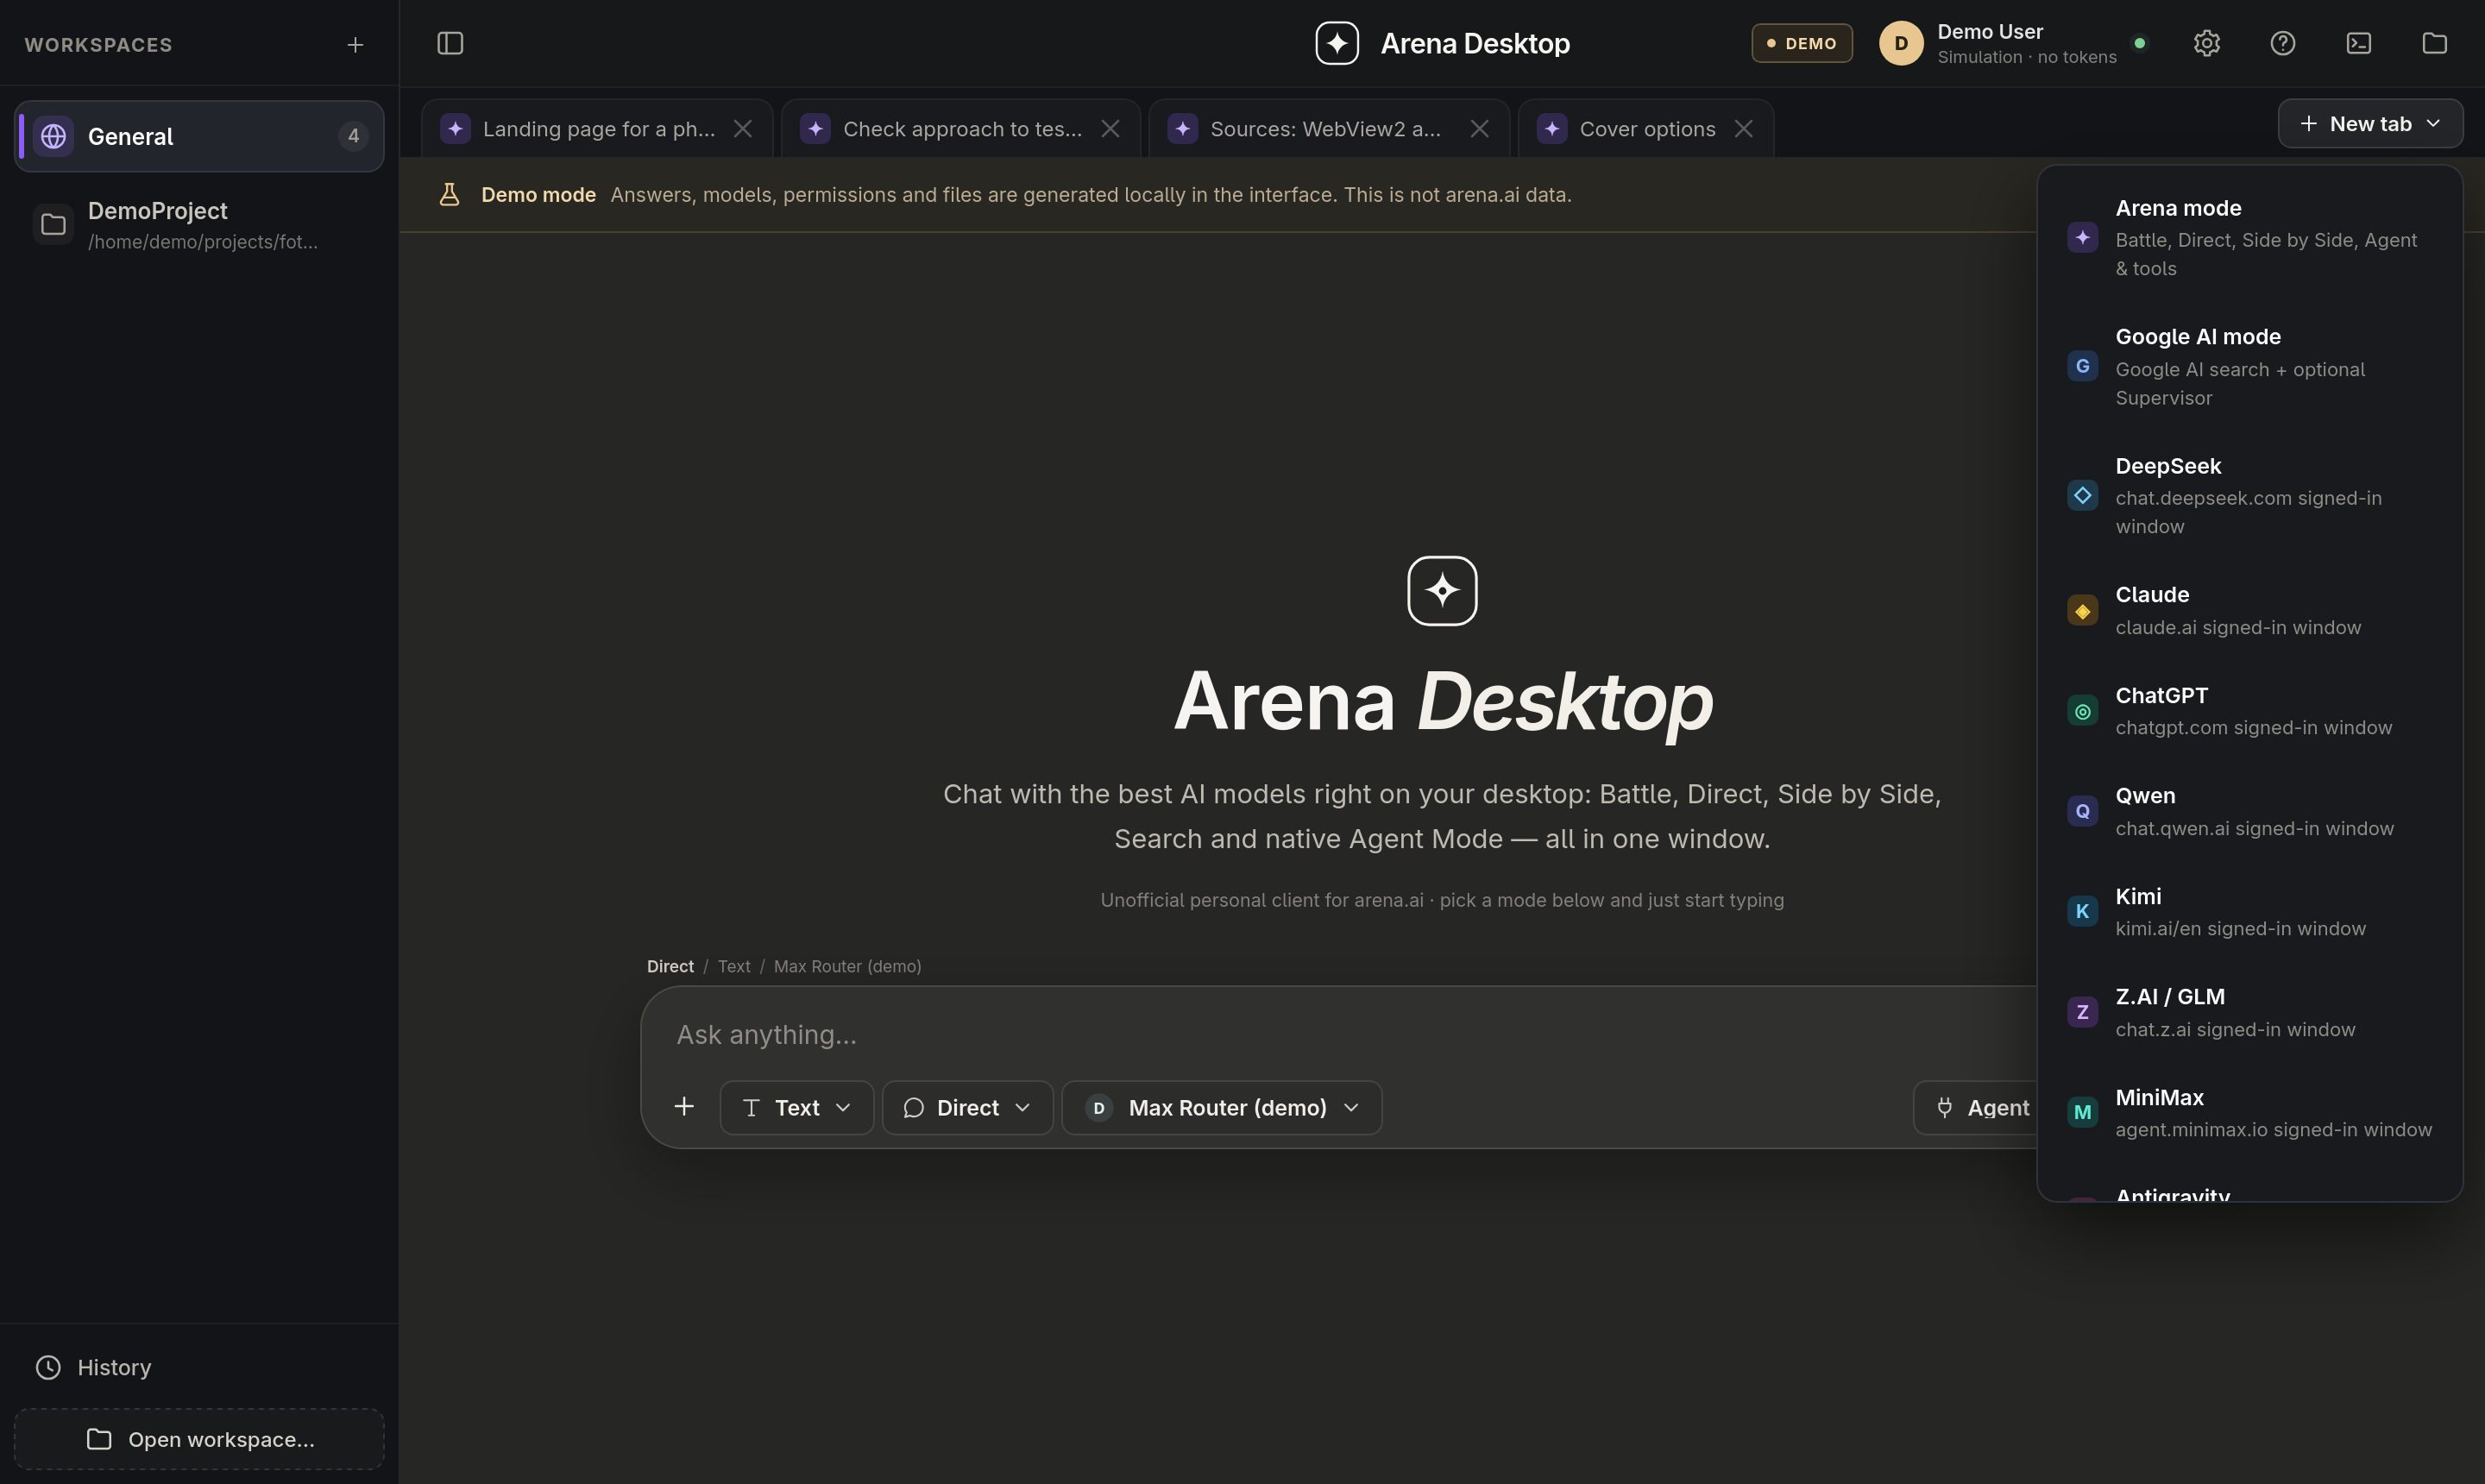 WORKSPACES
General
4
DemoProject
/home/demo/projects/fot...
History
Open workspace...
Arena Desktop
DEMO
D
Demo User
Simulation · no tokens
Landing page for a ph...
Check approach to tes...
Sources: WebView2 a...
Cover options
New tab
Demo mode Answers, models, permissions and files are generated locally in the interface. This is not arena.ai data.
Arena Desktop
Chat with the best AI models right on your desktop: Battle, Direct, Side by Side,
Search and native Agent Mode — all in one window.
Unofficial personal client for arena.ai · pick a mode below and just start typing
Direct / Text / Max Router (demo)
Ask anything...
Text
Direct
D
Max Router (demo)
Agent
Arena mode
Battle, Direct, Side by Side, Agent
& tools
G
Google AI mode
Google AI search + optional
Supervisor
DeepSeek
chat.deepseek.com signed-in
window
Claude
claude.ai signed-in window
ChatGPT
chatgpt.com signed-in window
Q
Qwen
chat.qwen.ai signed-in window
K
Kimi
kimi.ai/en signed-in window
Z
Z.AI / GLM
chat.z.ai signed-in window
M
MiniMax
agent.minimax.io signed-in window
Antigravity